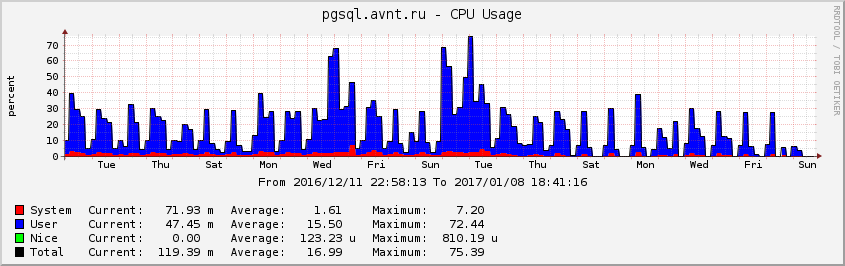 pgsql.avnt.ru - CPU Usage
RRDTOOL / TOBI OETIKER
percent
70
60
50
40
30
20
10
0
Tue Thu Sat Mon Wed Fri Sun Tue Thu Sat Mon Wed Fri Sun
From 2016/12/11 22:58:13 To 2017/01/08 18:41:16
System Current: 71.93 m Average: 1.61 Maximum: 7.20
User Current: 47.45 m Average: 15.50 Maximum: 72.44
Nice Current: 0.00 Average: 123.23 u Maximum: 810.19 u
Total Current: 119.39 m Average: 16.99 Maximum: 75.39